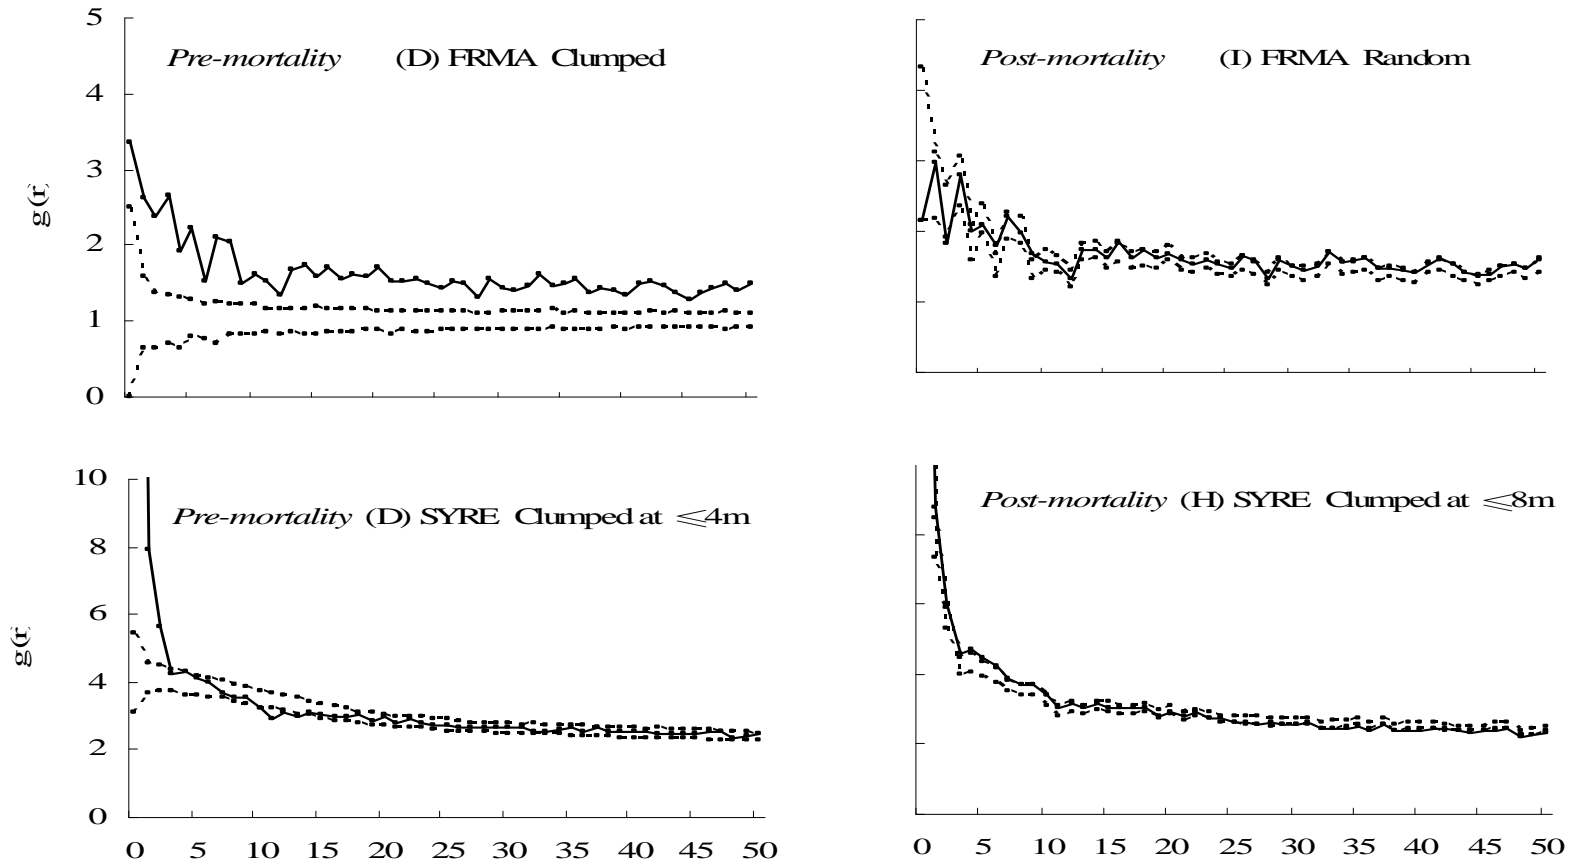 5
Pre-mortality (D) FRMA Clumped
Post-mortality (I) FRMA Random
4
3
g(r)
2
1
0
10
Pre-mortality (D) SYRE Clumped at ⩽4m
Post-mortality (H) SYRE Clumped at ⩽8m
8
6
g(r)
4
2
0
0 5 10 15 20 25 30 35 40 45 50
0 5 10 15 20 25 30 35 40 45 50